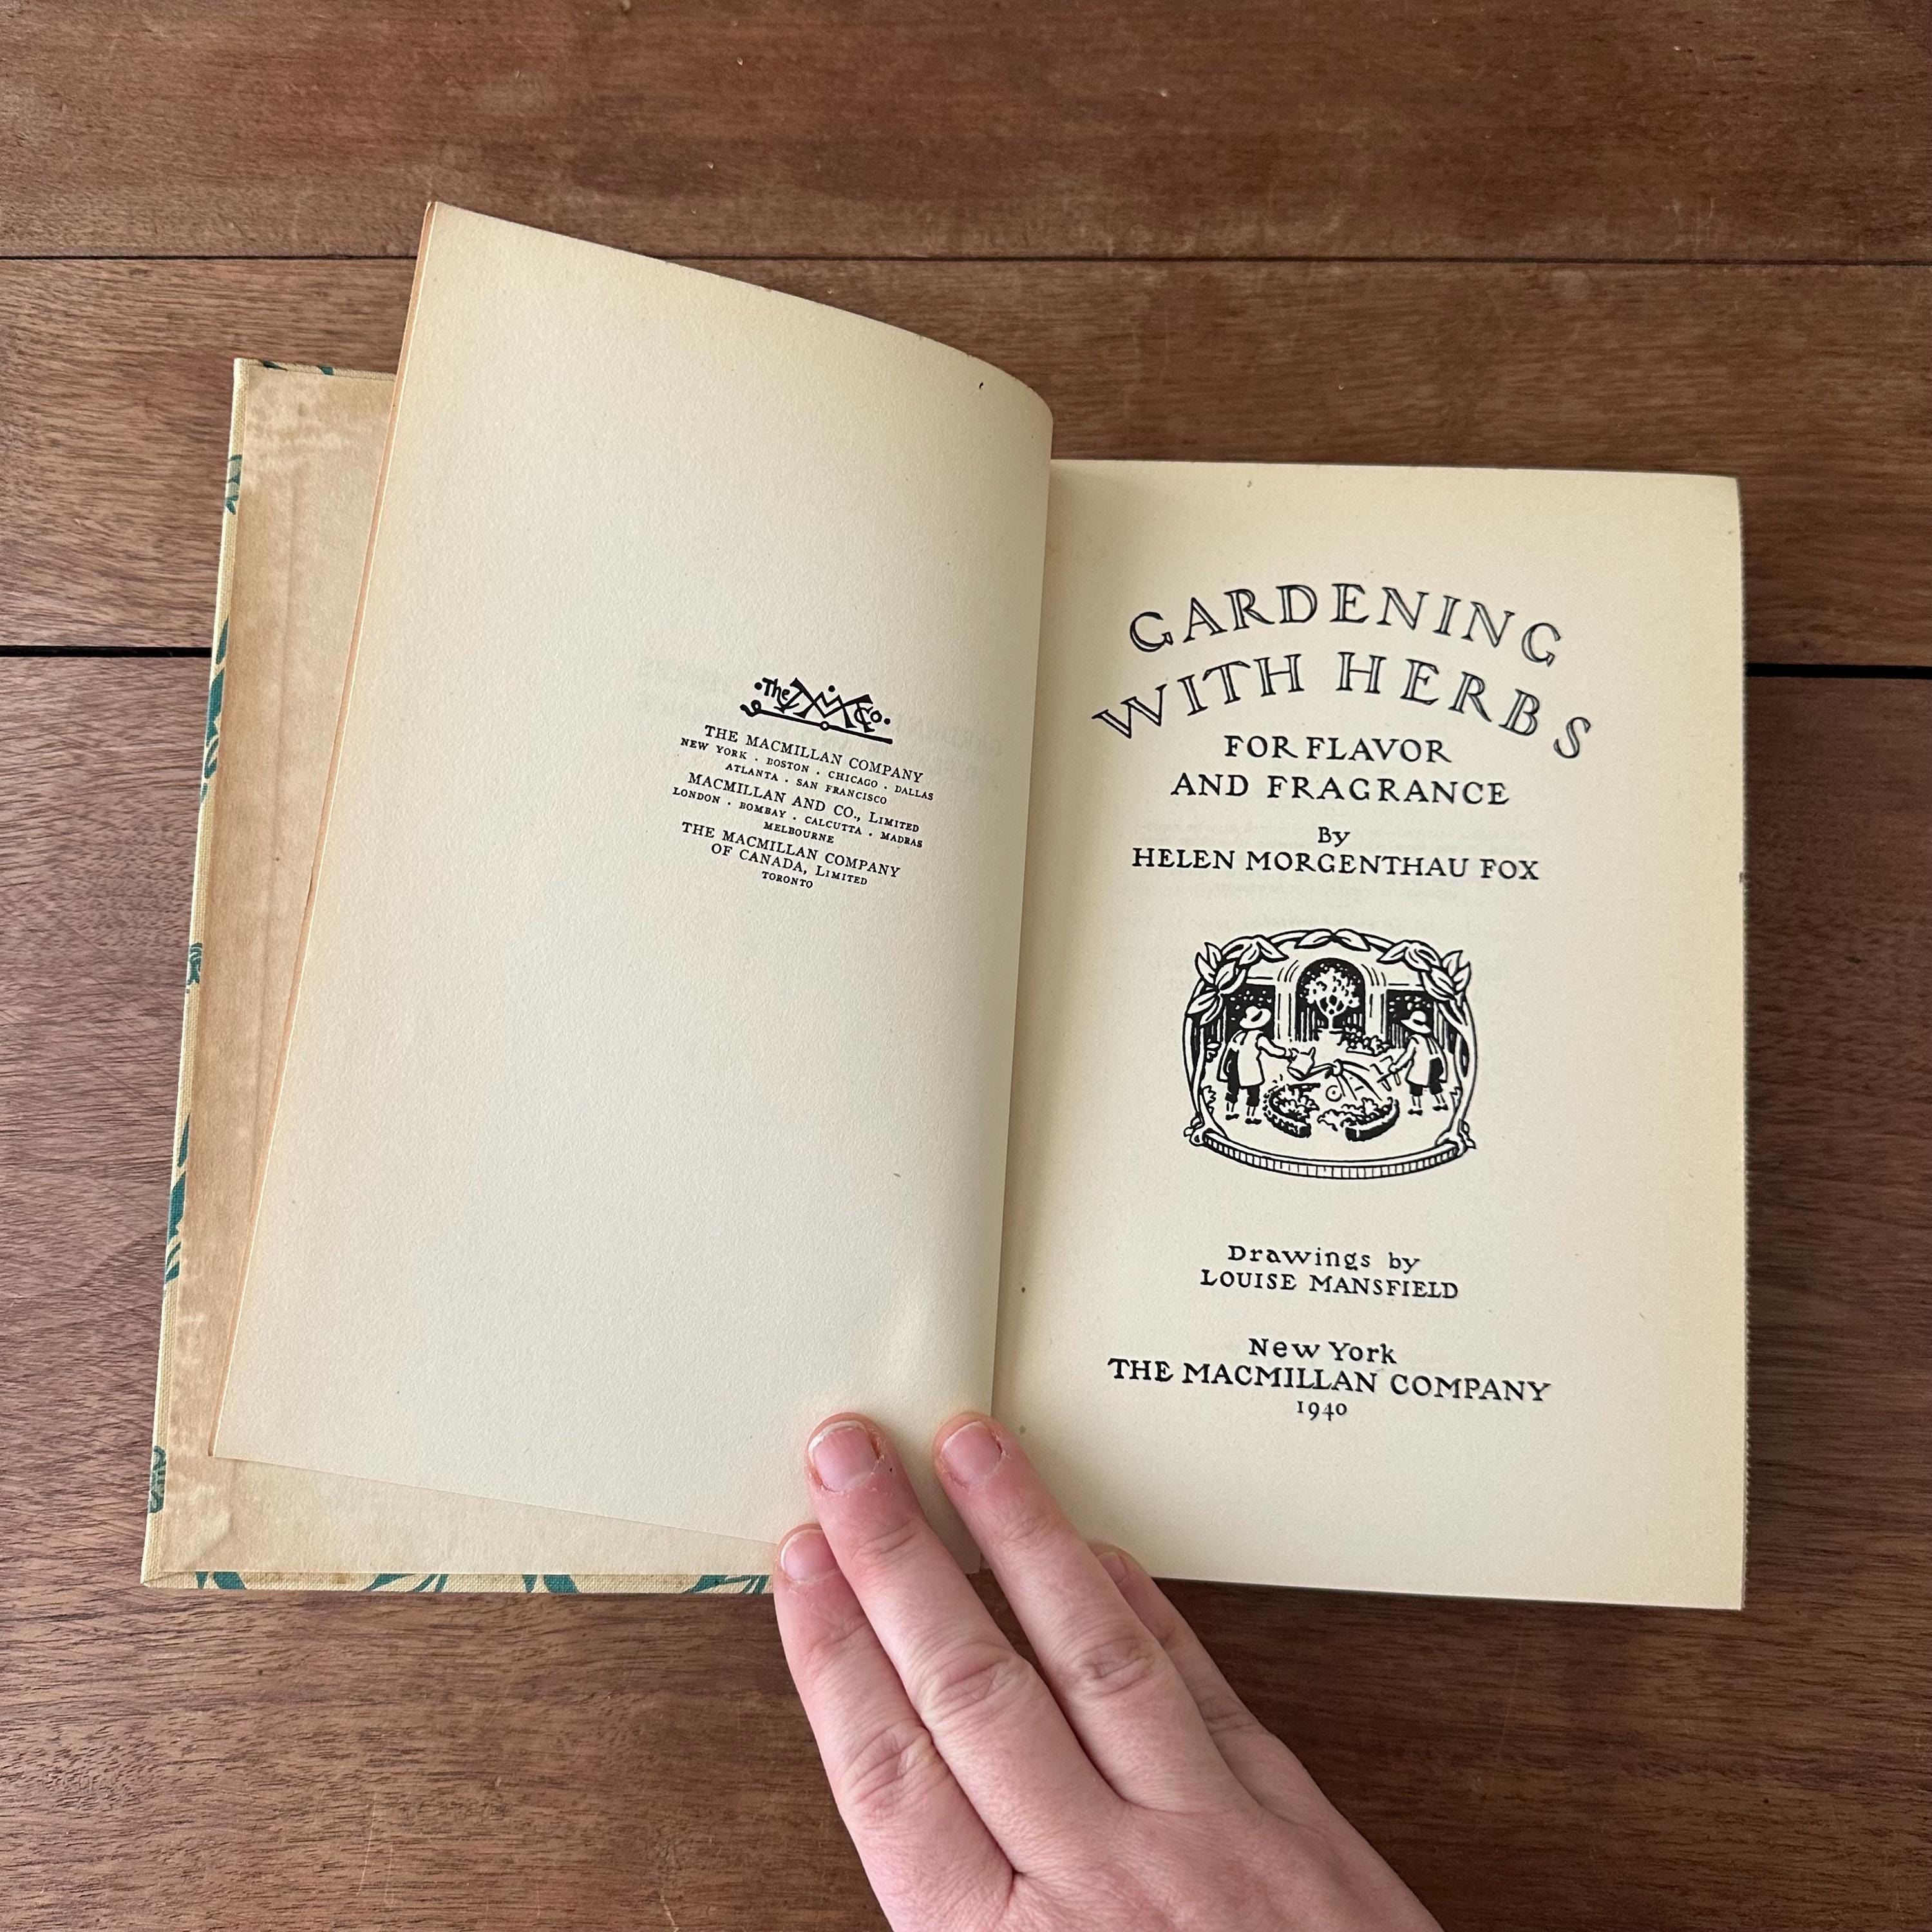 ·The MMCo·
THE MACMILLAN COMPANY
NEW YORK · BOSTON · CHICAGO · DALLAS
ATLANTA · SAN FRANCISCO
MACMILLAN AND CO., LIMITED
LONDON · BOMBAY · CALCUTTA · MADRAS
MELBOURNE
THE MACMILLAN COMPANY
OF CANADA, LIMITED
TORONTO
GARDENING
WITH HERBS
FOR FLAVOR
AND FRAGRANCE
By
HELEN MORGENTHAU FOX
Drawings by
LOUISE MANSFIELD
New York
THE MACMILLAN COMPANY
1940